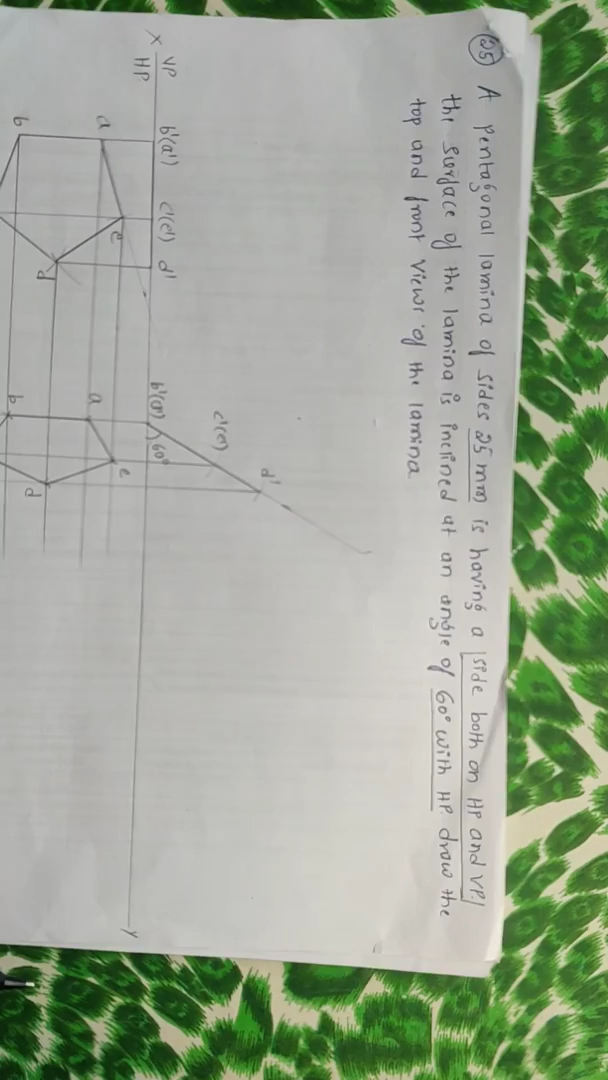 25 A pentagonal lamina of sides 25 mm is having a side both on HP and VP.
the surface of the lamina is inclined at an angle of 60° with HP. draw the
top and front views of the lamina
d'
c'(e')
X VP b'(a') c'(e') d' b'(a') 60° Y
HP
e e
a a
d d
b b